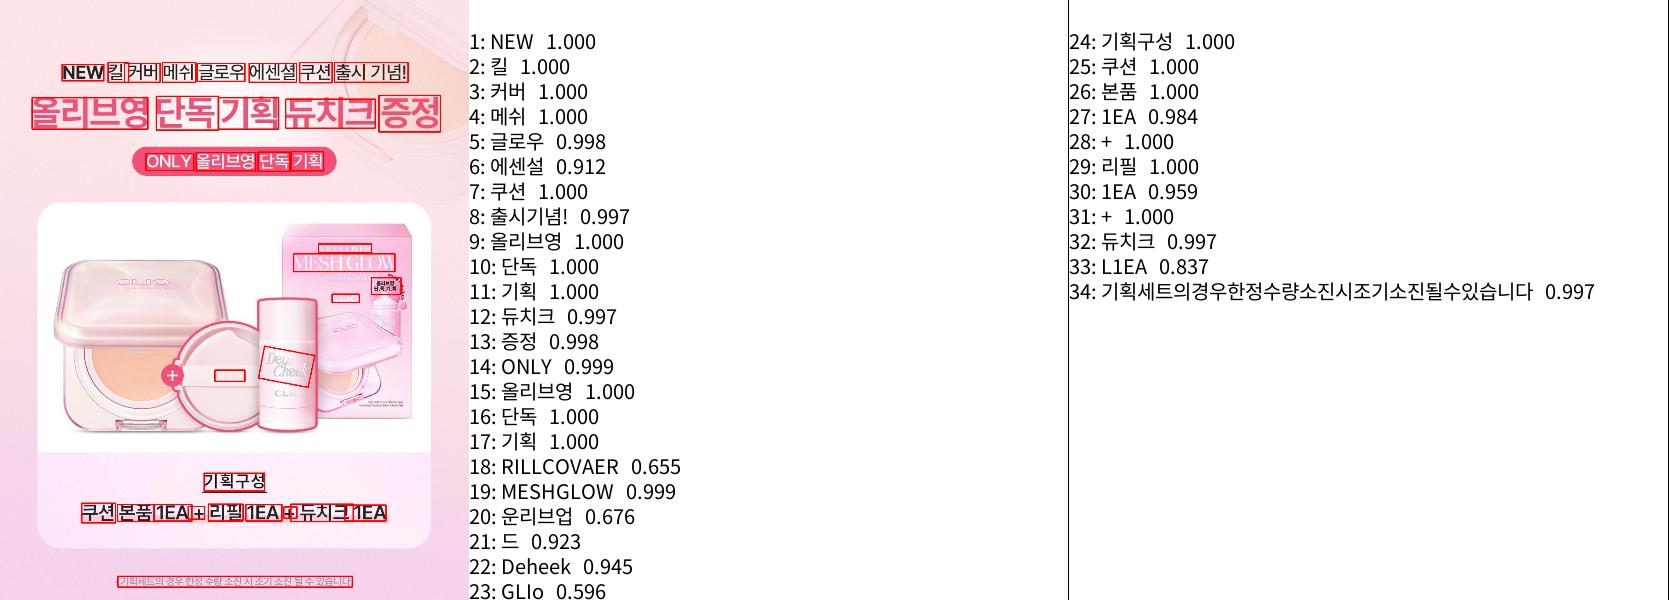 NEW 킬 커버 메쉬 글로우 에센셜 쿠션 출시 기념!
올리브영 단독 기획 듀치크 증정
ONLY 올리브영 단독 기획
KILL COVER
MESH GLOW
올리브영
단,독,기,획
CLIO
CLIO
Dewy
Cheek
CLIO
기획구성
쿠션 본품 1EA + 리필 1EA + 듀치크 1EA
기획세트의 경우 한정 수량 소진 시 조기 소진 될 수 있습니다
1: NEW 1.000
2: 킬 1.000
3: 커버 1.000
4: 메쉬 1.000
5: 글로우 0.998
6: 에센설 0.912
7: 쿠션 1.000
8: 출시기념! 0.997
9: 올리브영 1.000
10: 단독 1.000
11: 기획 1.000
12: 듀치크 0.997
13: 증정 0.998
14: ONLY 0.999
15: 올리브영 1.000
16: 단독 1.000
17: 기획 1.000
18: RILLCOVAER 0.655
19: MESHGLOW 0.999
20: 운리브업 0.676
21: 드 0.923
22: Deheek 0.945
23: GLIo 0.596
24: 기획구성 1.000
25: 쿠션 1.000
26: 본품 1.000
27: 1EA 0.984
28: + 1.000
29: 리필 1.000
30: 1EA 0.959
31: + 1.000
32: 듀치크 0.997
33: L1EA 0.837
34: 기획세트의경우한정수량소진시조기소진될수있습니다 0.997